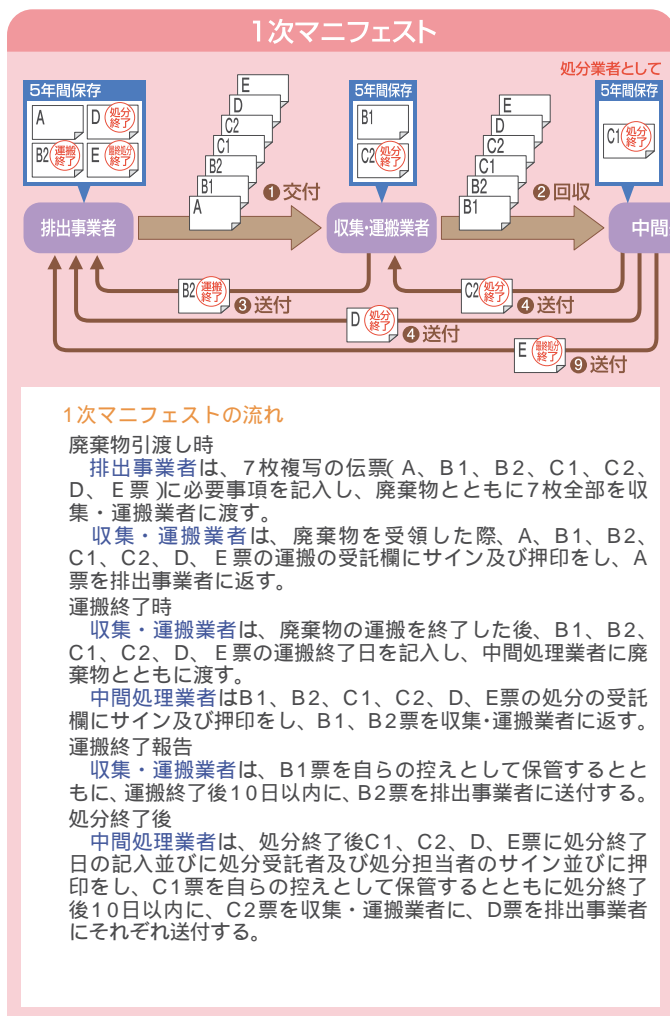 1次マニフェスト
処分業者として
5年間保存
A
D
処分
終了
B2
運搬
終了
E
最終処分
終了
E
D
C2
C1
B2
B1
A
❶交付
5年間保存
B1
C2
処分
終了
E
D
C2
C1
B2
B1
❷回収
5年間保存
C1
処分
終了
排出事業者
収集・運搬業者
中間
B2
運搬
終了
❸送付
C2
処分
終了
❹送付
D
処分
終了
❹送付
E
最終処分
終了
❾送付
1次マニフェストの流れ
廃棄物引渡し時
排出事業者は、7枚複写の伝票(A、B1、B2、C1、C2、
D、E票)に必要事項を記入し、廃棄物とともに7枚全部を収
集・運搬業者に渡す。
収集・運搬業者は、廃棄物を受領した際、A、B1、B2、
C1、C2、D、E票の運搬の受託欄にサイン及び押印をし、A
票を排出事業者に返す。
運搬終了時
収集・運搬業者は、廃棄物の運搬を終了した後、B1、B2、
C1、C2、D、E票の運搬終了日を記入し、中間処理業者に廃
棄物とともに渡す。
中間処理業者はB1、B2、C1、C2、D、E票の処分の受託
欄にサイン及び押印をし、B1、B2票を収集・運搬業者に返す。
運搬終了報告
収集・運搬業者は、B1票を自らの控えとして保管するとと
もに、運搬終了後10日以内に、B2票を排出事業者に送付する。
処分終了後
中間処理業者は、処分終了後C1、C2、D、E票に処分終了
日の記入並びに処分受託者及び処分担当者のサイン並びに押
印をし、C1票を自らの控えとして保管するとともに処分終了
後10日以内に、C2票を収集・運搬業者に、D票を排出事業者
にそれぞれ送付する。